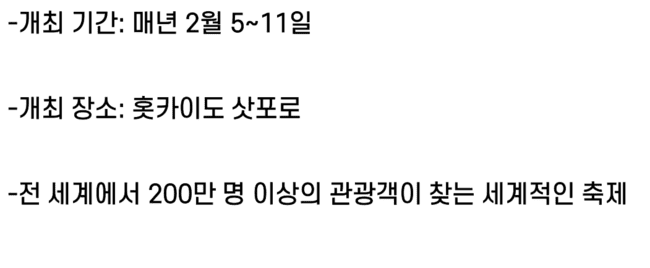 -개최 기간: 매년 2월 5~11일
-개최 장소: 홋카이도 삿포로
-전 세계에서 200만 명 이상의 관광객이 찾는 세계적인 축제